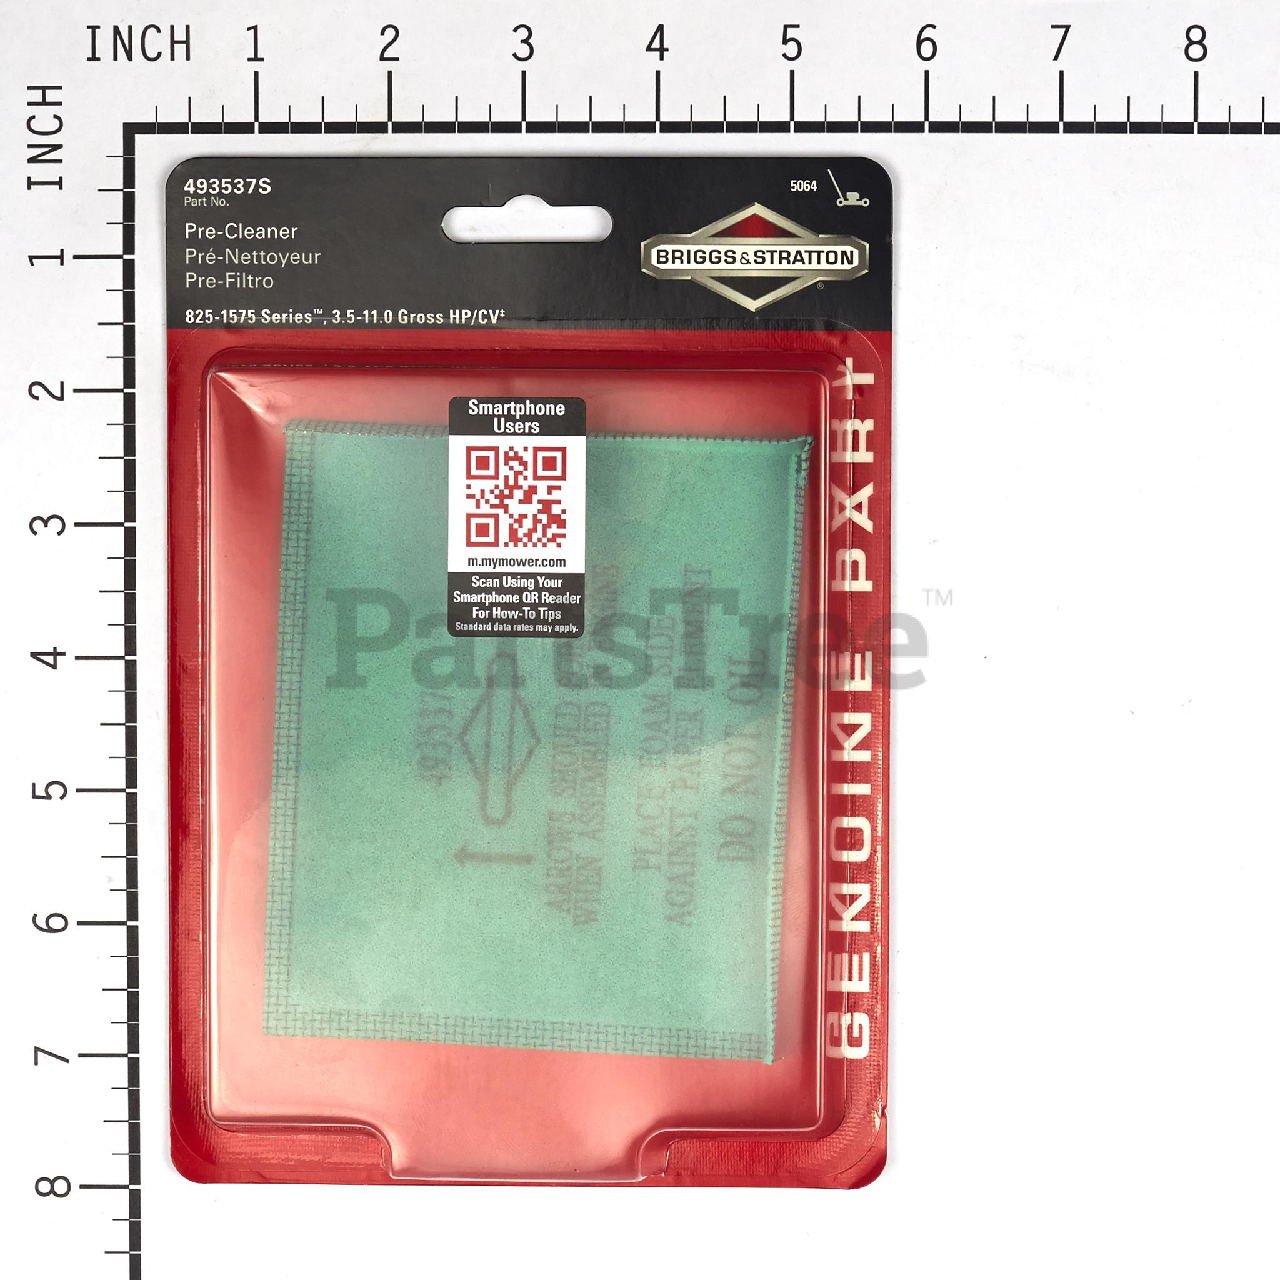 INCH 1 2 3 4 5 6 7 8
INCH
1
2
3
4
5
6
7
8
493537S
Part No.
Pre-Cleaner
Pré-Nettoyeur
Pre-Filtro
825-1575 Series™, 3.5-11.0 Gross HP/CV‡
5064
BRIGGS&STRATTON®
Smartphone
Users
m.mymower.com
Scan Using Your
Smartphone QR Reader
For How-To Tips
Standard data rates may apply.
PartsTree™
ARROWS SHOULD
WHEN ASSEMBLED
PLACE FOAM SIDE
AGAINST PAPER
DO NOT OIL
PART